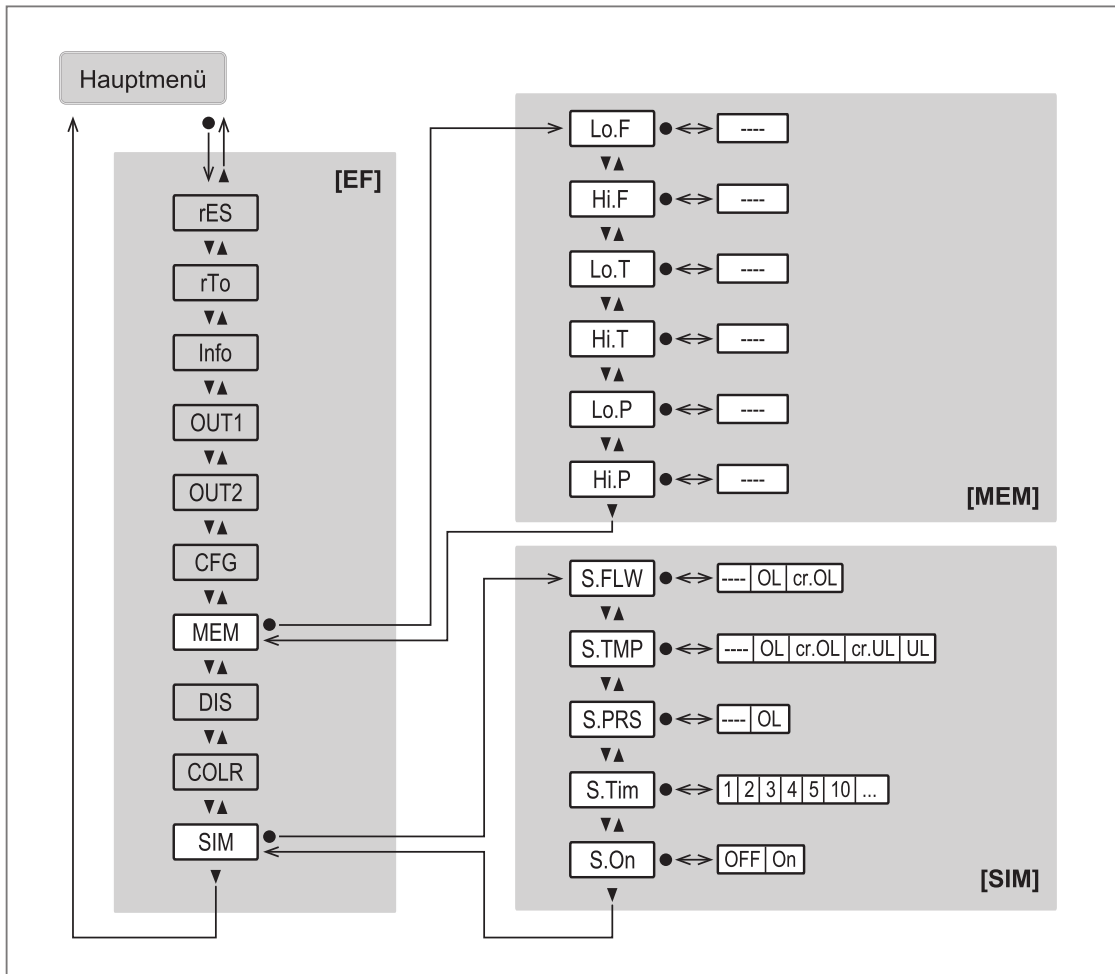 Hauptmenü
[EF]
rES
rTo
Info
OUT1
OUT2
CFG
MEM
DIS
COLR
SIM
Lo.F ----
Hi.F ----
Lo.T ----
Hi.T ----
Lo.P ----
Hi.P ----
[MEM]
S.FLW ---- OL cr.OL
S.TMP ---- OL cr.OL cr.UL UL
S.PRS ---- OL
S.Tim 1 2 3 4 5 10 ...
S.On OFF On
[SIM]